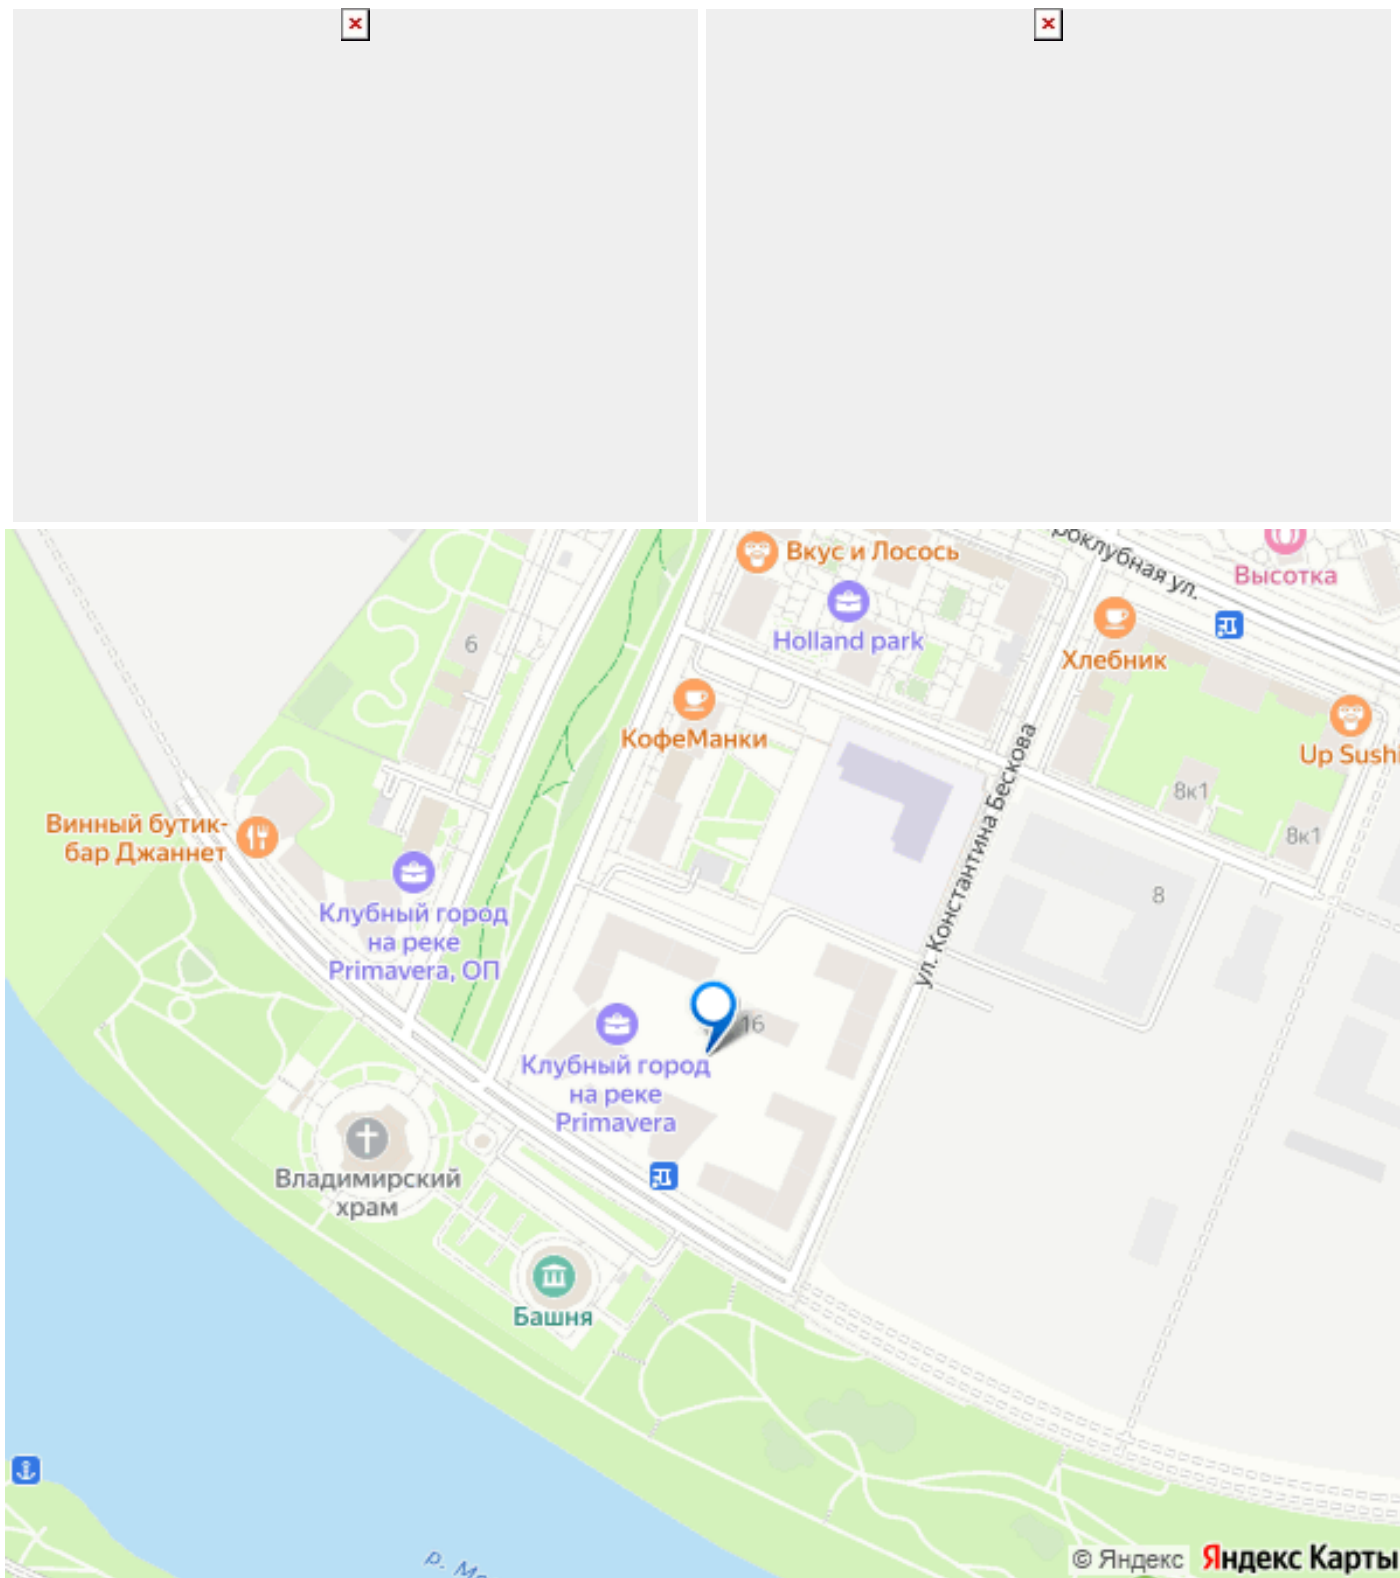 Вкус и Лосось
Высотка
Holland park
Хлебник
6
КофеМанки
Up Sushi
ул. Константина Бескова
8к1
8к1
Винный бутик-
бар Джаннет
8
Клубный город
на реке
Primavera, ОП
16
Клубный город
на реке
Primavera
Владимирский
храм
Башня
р.
© Яндекс Яндекс Карты